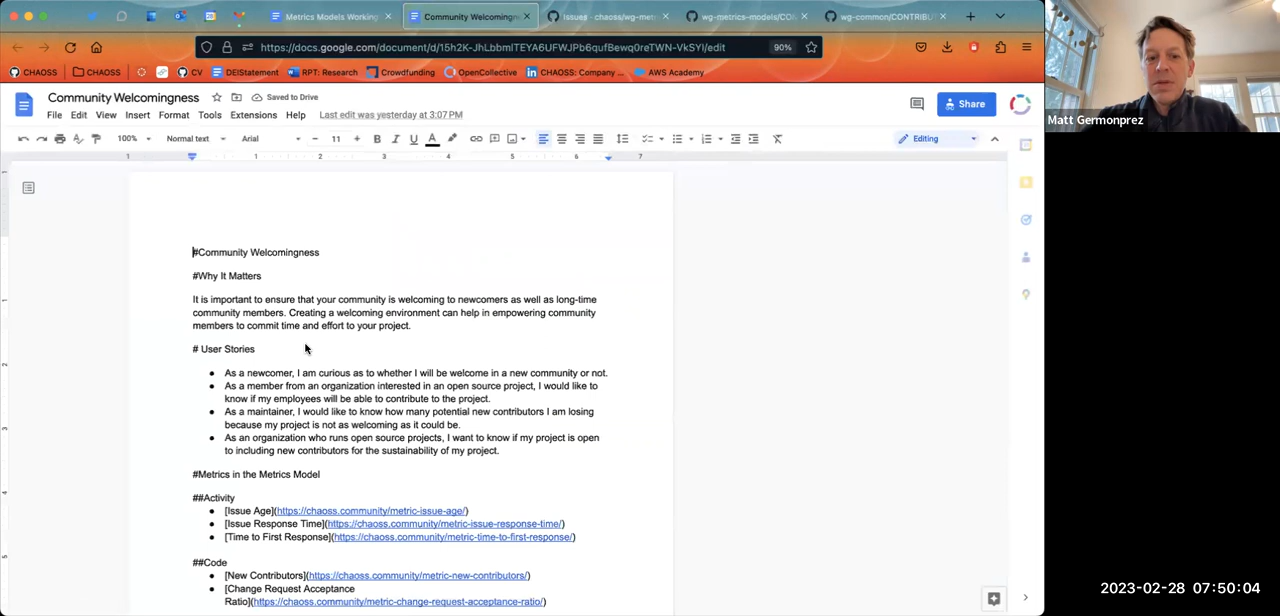 Metrics Models Working
Community Welcomingn
Issues - chaoss/wg-metr
wg-metrics-models/CON
wg-common/CONTRIBU
https://docs.google.com/document/d/15h2K-JhLbbmITEYA6UFWJPb6qufBewq0reTWN-VkSYI/edit
90%
CHAOSS
CHAOSS
CV
DEIStatement
RPT: Research
Crowdfunding
OpenCollective
CHAOSS: Company ...
AWS Academy
Community Welcomingness
Saved to Drive
File Edit View Insert Format Tools Extensions Help
Last edit was yesterday at 3:07 PM
Share
Matt Germonprez
100%
Normal text
Arial
11
Editing
1 1 2 3 4 5 6 7
#Community Welcomingness
#Why It Matters
It is important to ensure that your community is welcoming to newcomers as well as long-time
community members. Creating a welcoming environment can help in empowering community
members to commit time and effort to your project.
# User Stories
As a newcomer, I am curious as to whether I will be welcome in a new community or not.
As a member from an organization interested in an open source project, I would like to
know if my employees will be able to contribute to the project.
As a maintainer, I would like to know how many potential new contributors I am losing
because my project is not as welcoming as it could be.
As an organization who runs open source projects, I want to know if my project is open
to including new contributors for the sustainability of my project.
#Metrics in the Metrics Model
##Activity
[Issue Age](https://chaoss.community/metric-issue-age/)
[Issue Response Time](https://chaoss.community/metric-issue-response-time/)
[Time to First Response](https://chaoss.community/metric-time-to-first-response/)
##Code
[New Contributors](https://chaoss.community/metric-new-contributors/)
[Change Request Acceptance
Ratio](https://chaoss.community/metric-change-request-acceptance-ratio/)
2023-02-28 07:50:04